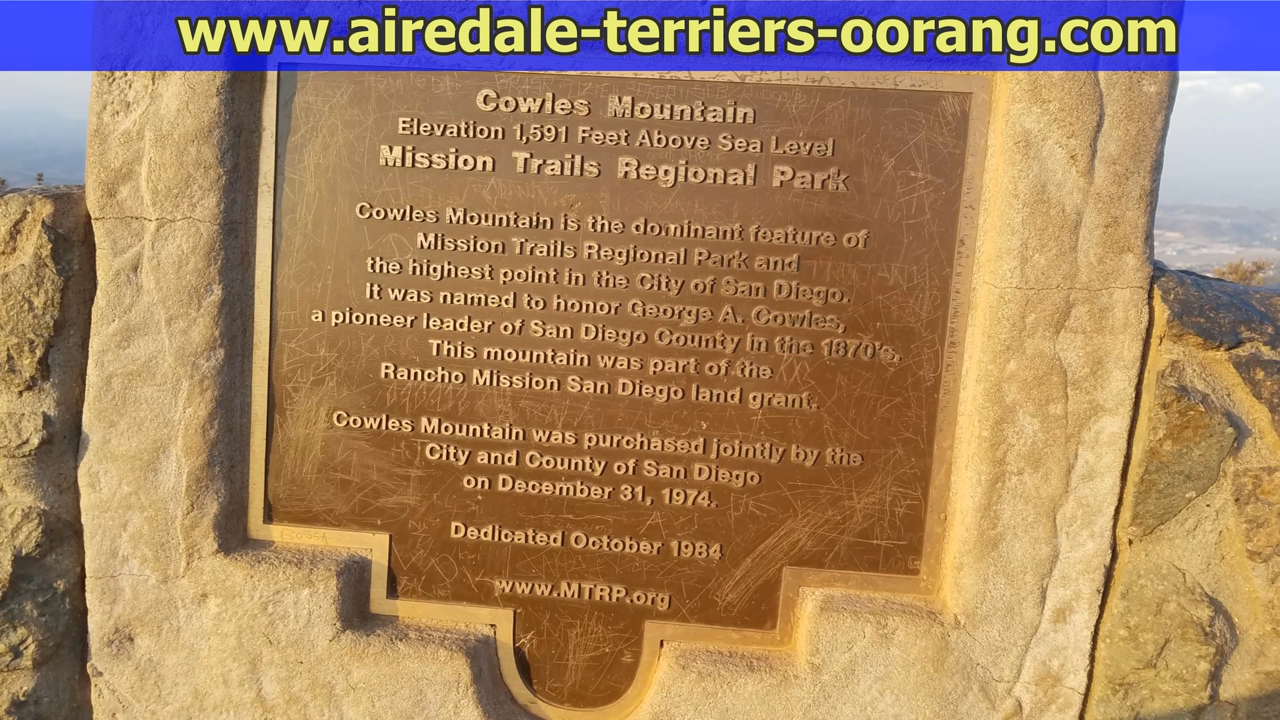 www.airedale-terriers-oorang.com
Cowles Mountain
Elevation 1,591 Feet Above Sea Level
Mission Trails Regional Park
Cowles Mountain is the dominant feature of
Mission Trails Regional Park and
the highest point in the City of San Diego.
It was named to honor George A. Cowles,
a pioneer leader of San Diego County in the 1870's.
This mountain was part of the
Rancho Mission San Diego land grant.
Cowles Mountain was purchased jointly by the
City and County of San Diego
on December 31, 1974.
Dedicated October 1984
www.MTRP.org